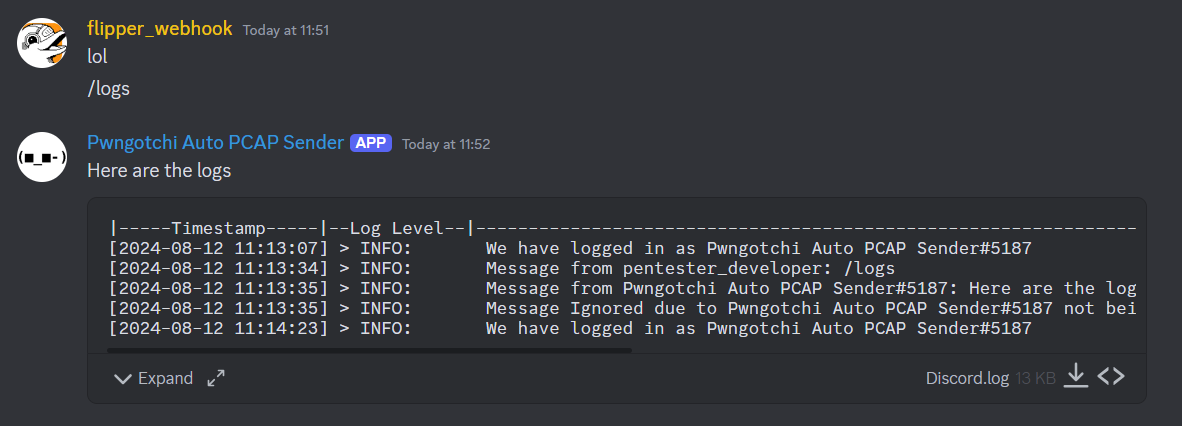 flipper_webhook Today at 11:51
lol
/logs
Pwngotchi Auto PCAP Sender APP Today at 11:52
Here are the logs
|-----Timestamp-----|--Log Level--|---------------------------------------------------------------
[2024-08-12 11:13:07] > INFO: We have logged in as Pwngotchi Auto PCAP Sender#5187
[2024-08-12 11:13:34] > INFO: Message from pentester_developer: /logs
[2024-08-12 11:13:35] > INFO: Message from Pwngotchi Auto PCAP Sender#5187: Here are the log
[2024-08-12 11:13:35] > INFO: Message Ignored due to Pwngotchi Auto PCAP Sender#5187 not bei
[2024-08-12 11:14:23] > INFO: We have logged in as Pwngotchi Auto PCAP Sender#5187
Expand Discord.log 13 KB